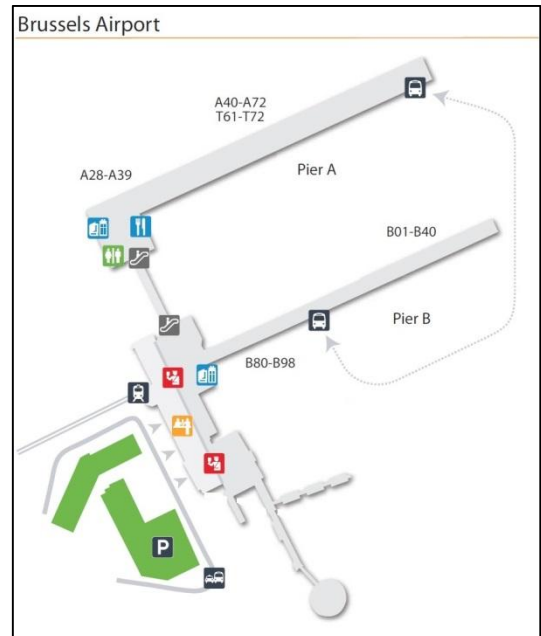 Brussels Airport
A40-A72
T61-T72
Pier A
A28-A39
B01-B40
Pier B
B80-B98
P